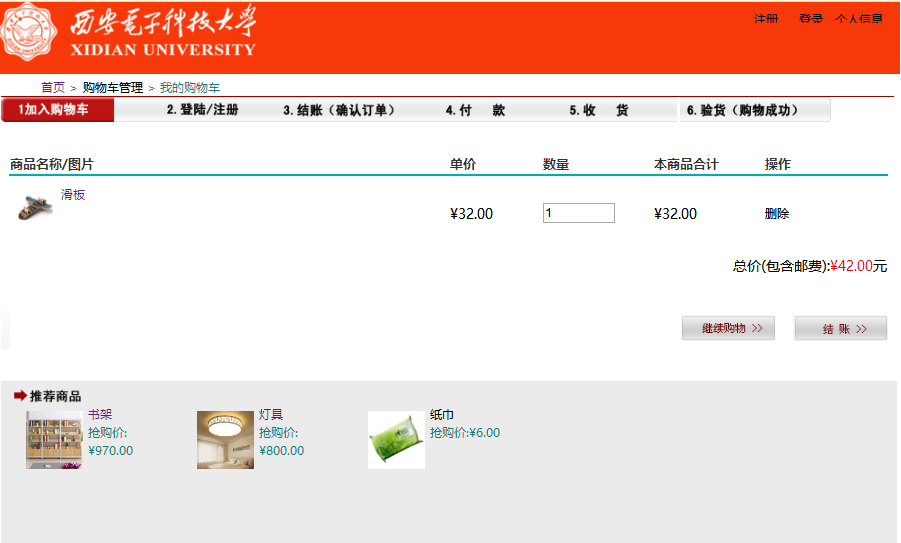 西安电子科技大学
XIDIAN UNIVERSITY
注册 登录 个人信息
首页 > 购物车管理 > 我的购物车
1加入购物车 2. 登陆/注册 3. 结账（确认订单） 4. 付 款 5. 收 货 6. 验货（购物成功）
商品名称/图片 单价 数量 本商品合计 操作
滑板
¥32.00 1 ¥32.00 删除
总价(包含邮费):¥42.00元
继续购物 >> 结 账 >>
推荐商品
书架 灯具 纸巾
抢购价: 抢购价: 抢购价:¥6.00
¥970.00 ¥800.00